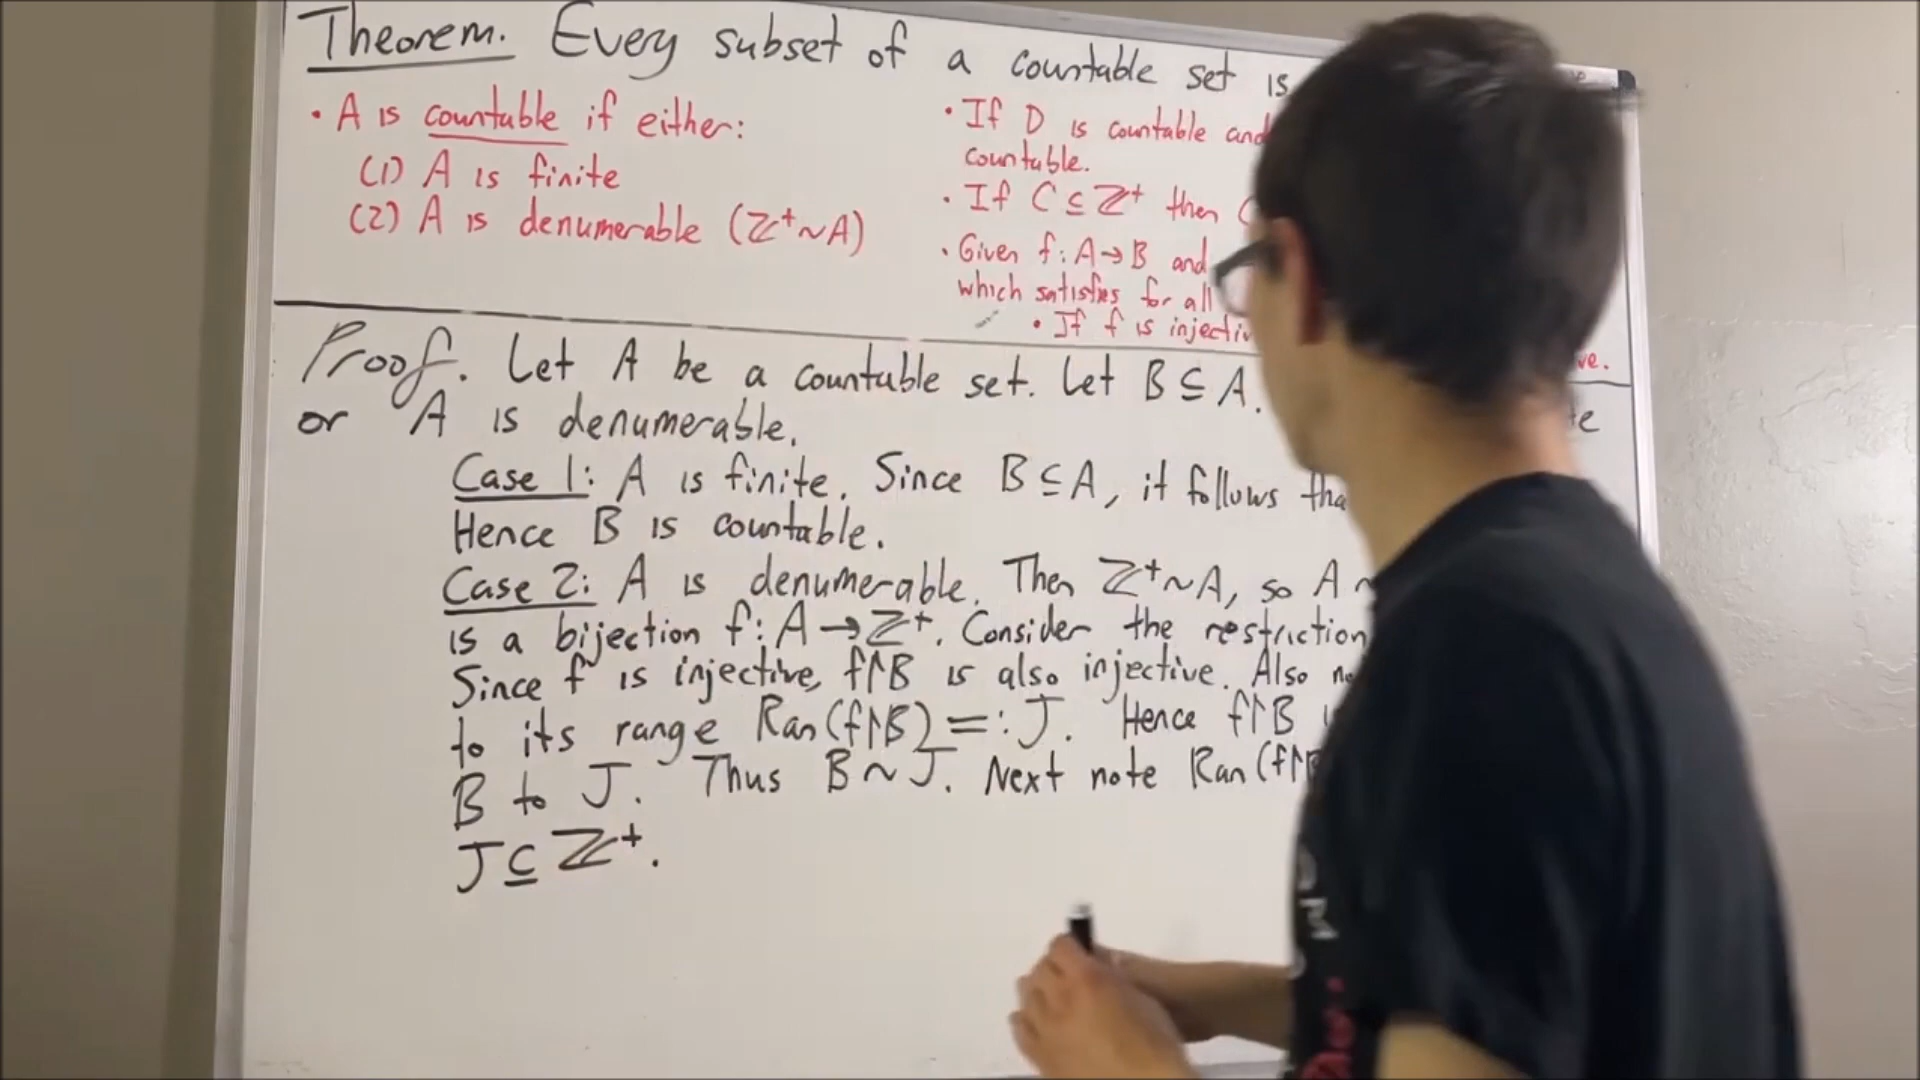 Theorem. Every subset of a countable set is
• A is countable if either:
(1) A is finite
(2) A is denumerable (ℤ⁺~A)
• If D is countable and
countable.
• If C ⊆ ℤ⁺ then
• Given f: A→B and
which satisfies for all
• If f is
ve.
Proof. Let A be a countable set. Let B ⊆ A.
or A is denumerable.
Case 1: A is finite. Since B ⊆ A, it follows
Hence B is countable.
Case 2: A is denumerable. Then ℤ⁺~A, so A ~
is a bijection f: A→ℤ⁺. Consider the restriction
Since f is injective, f↾B is also injective. Also
to its range Ran(f↾B) =: J. Hence f↾B
B to J. Thus B ~ J. Next note Ran(f↾B
J ⊆ ℤ⁺.